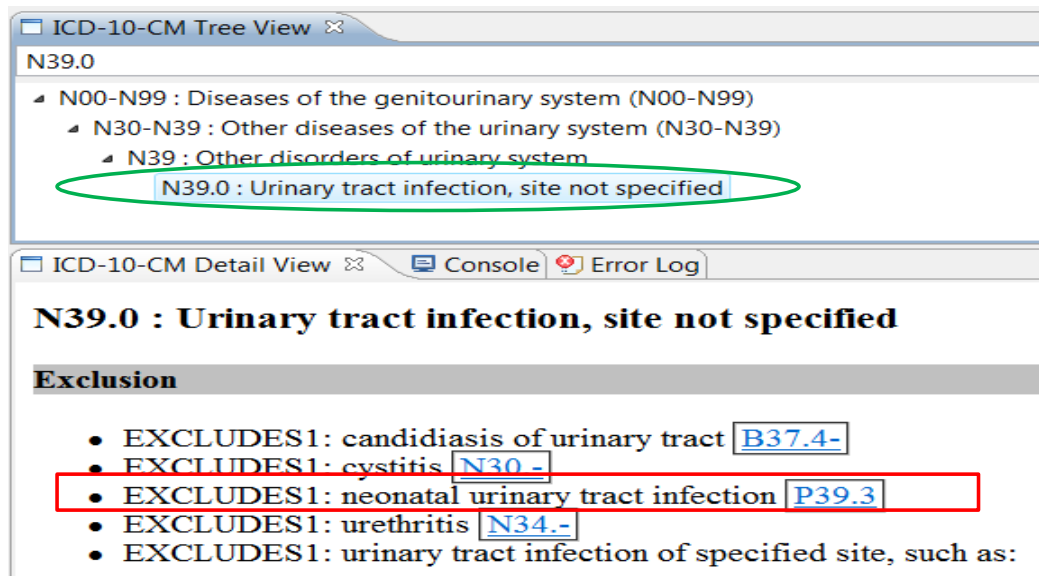 ICD-10-CM Tree View
N39.0
N00-N99 : Diseases of the genitourinary system (N00-N99)
N30-N39 : Other diseases of the urinary system (N30-N39)
N39 : Other disorders of urinary system
N39.0 : Urinary tract infection, site not specified
ICD-10-CM Detail View Console Error Log
N39.0 : Urinary tract infection, site not specified
Exclusion
• EXCLUDES1: candidiasis of urinary tract B37.4-
• EXCLUDES1: cystitis N30.-
• EXCLUDES1: neonatal urinary tract infection P39.3
• EXCLUDES1: urethritis N34.-
• EXCLUDES1: urinary tract infection of specified site, such as: